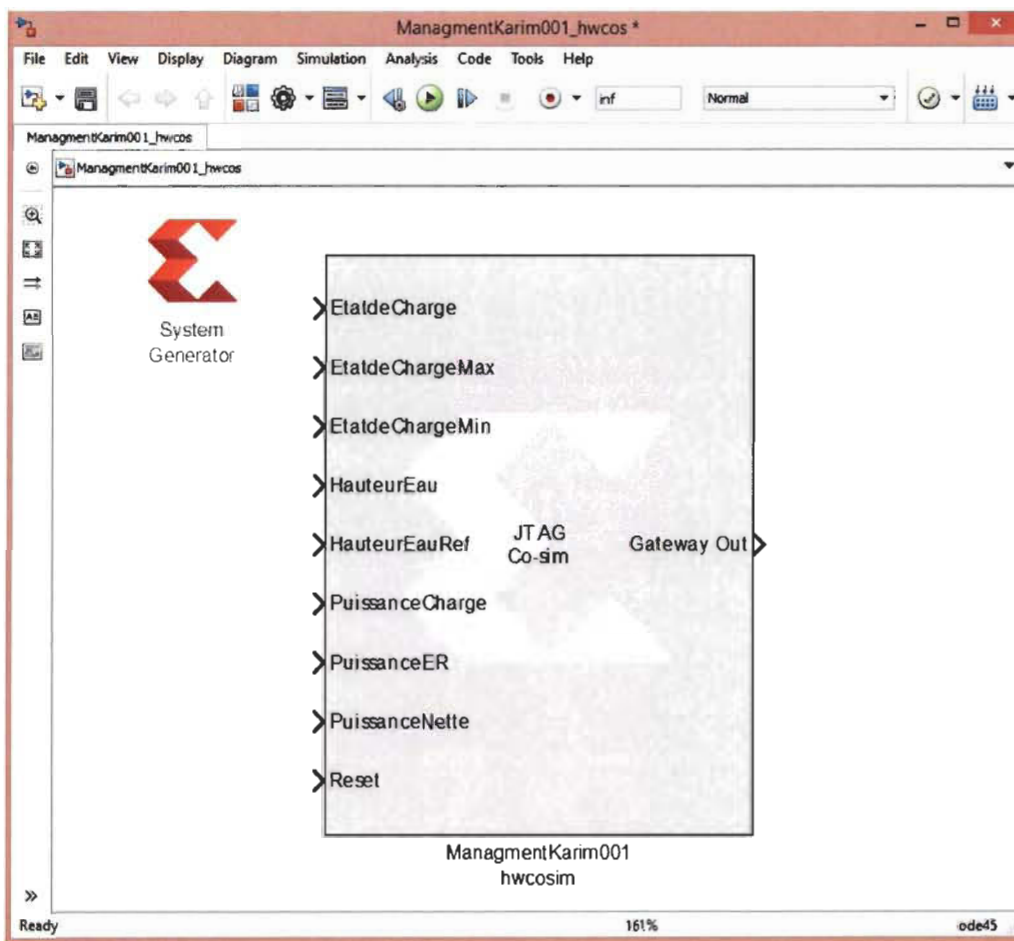 ManagmentKarim001_hwcos *
File Edit View Display Diagram Simulation Analysis Code Tools Help
inf Normal
ManagmentKarim001_hwcos
ManagmentKarim001_hwcos
System
Generator
EtatdeCharge
EtatdeChargeMax
EtatdeChargeMin
HauteurEau
HauteurEauRef
JTAG
Co-sim
Gateway Out
PuissanceCharge
PuissanceER
PuissanceNette
Reset
ManagmentKarim001
hwcosim
Ready 161% ode45